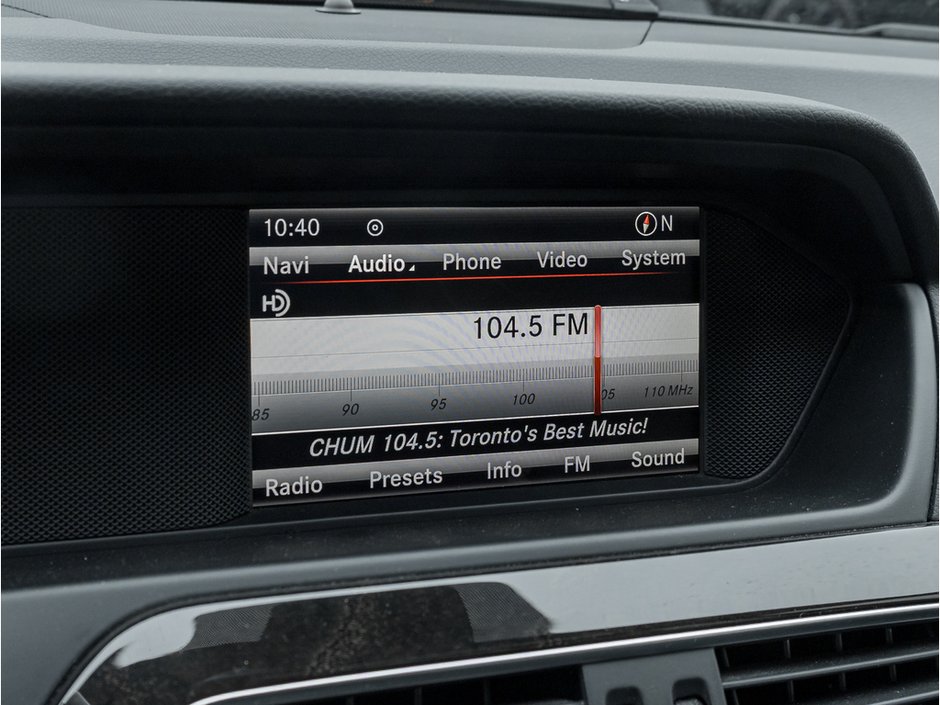 10:40 N
Navi Audio Phone Video System
HD
104.5 FM
85 90 95 100 05 110 MHz
CHUM 104.5: Toronto's Best Music!
Radio Presets Info FM Sound